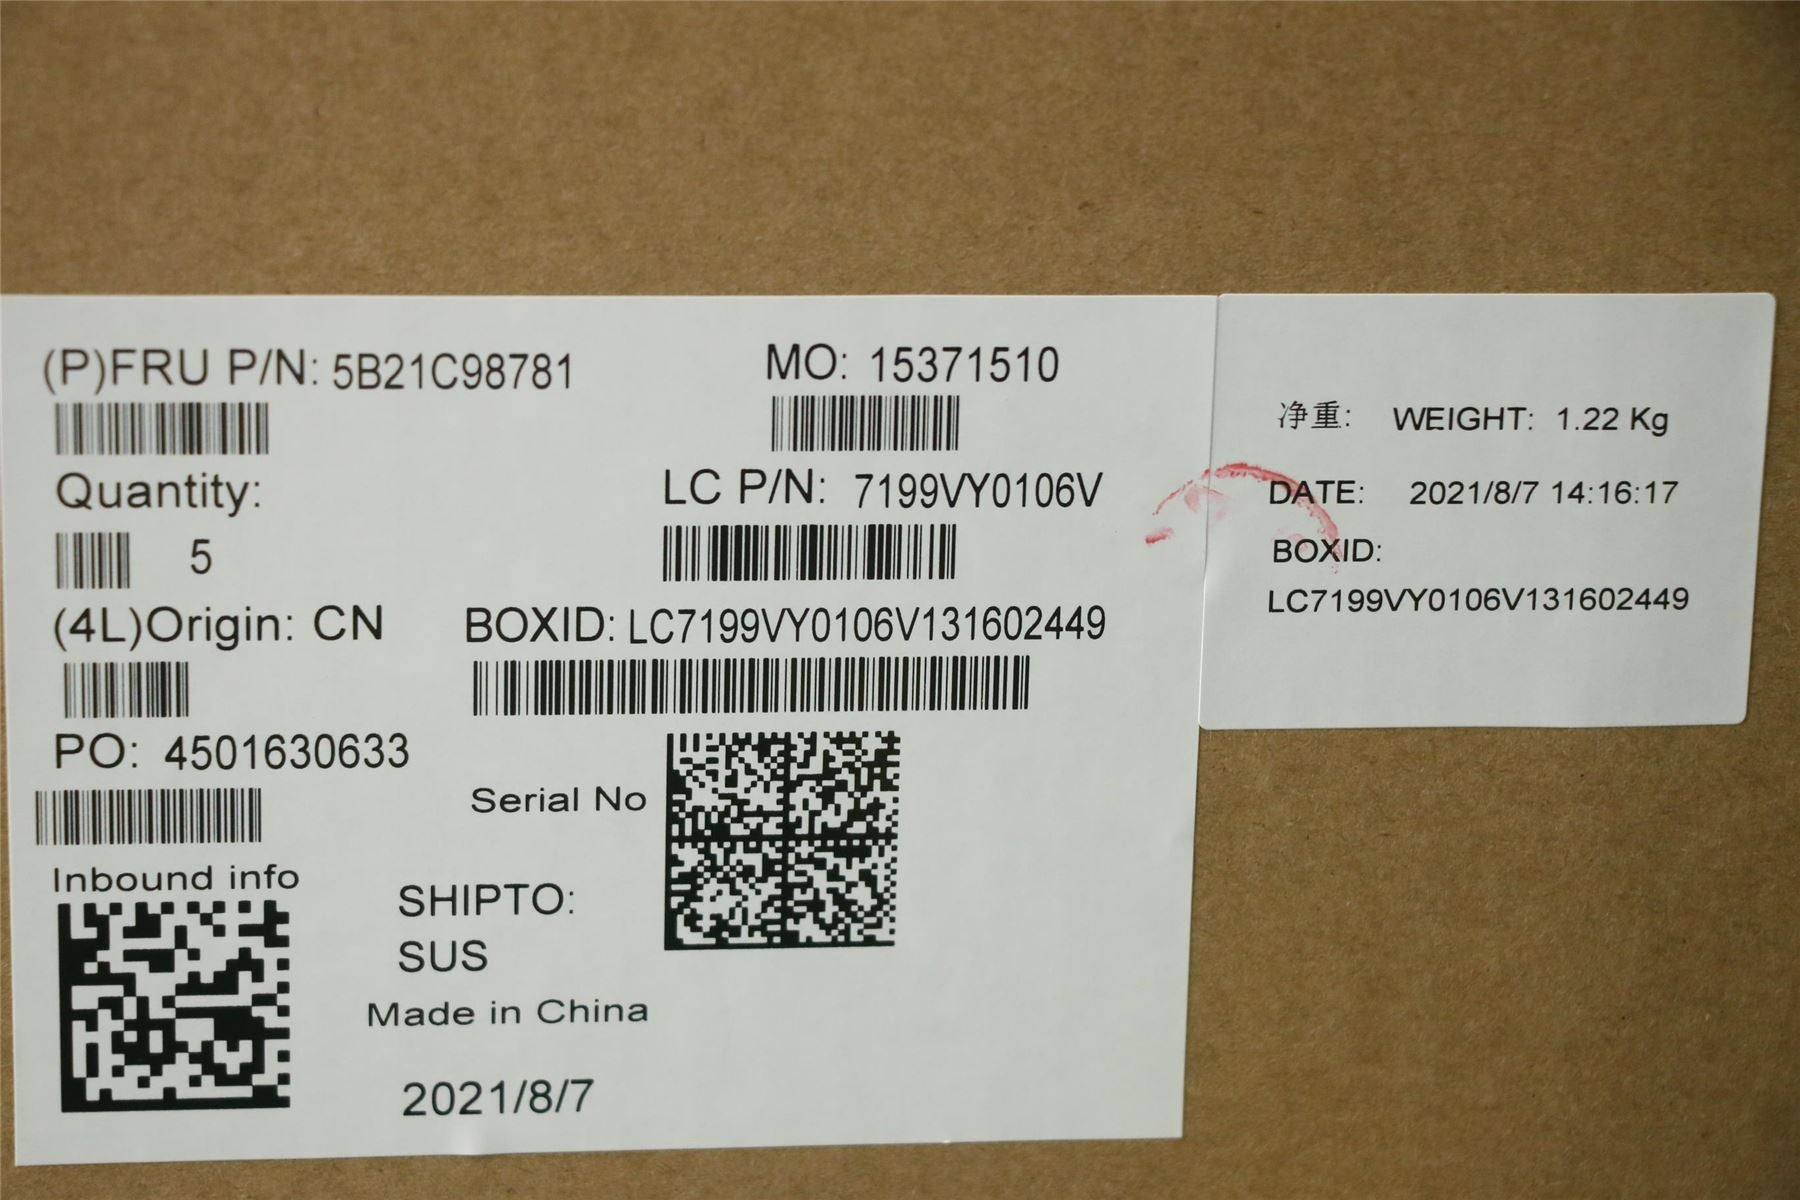 (P)FRU P/N: 5B21C98781
MO: 15371510
Quantity:
5
LC P/N: 7199VY0106V
(4L)Origin: CN
BOXID: LC7199VY0106V131602449
PO: 4501630633
Serial No
Inbound info
SHIPTO:
SUS
Made in China
2021/8/7
净重: WEIGHT: 1.22 Kg
DATE: 2021/8/7 14:16:17
BOXID:
LC7199VY0106V131602449